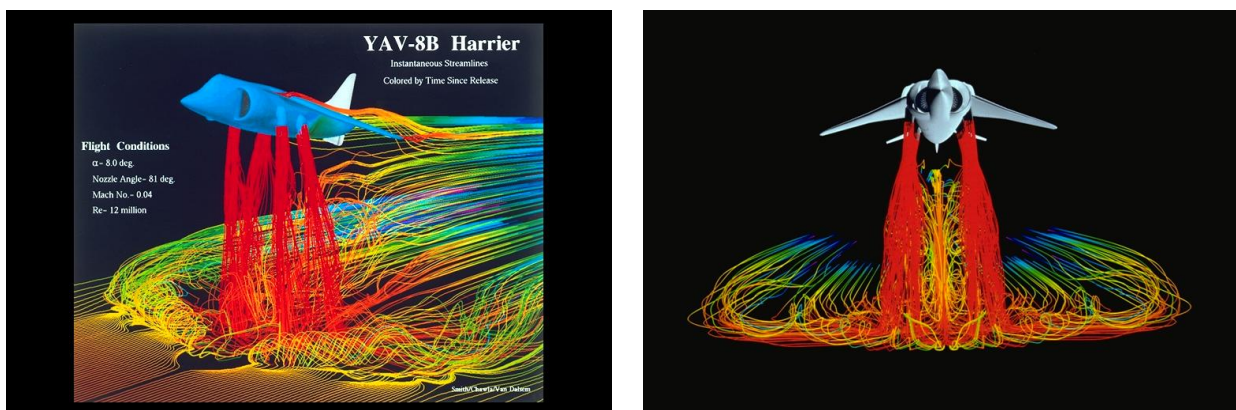 YAV-8B Harrier
Instantaneous Streamlines
Colored by Time Since Release
Flight Conditions
α- 8.0 deg.
Nozzle Angle- 81 deg.
Mach No.- 0.04
Re- 12 million
Smith/Chawla/Van Dalsem